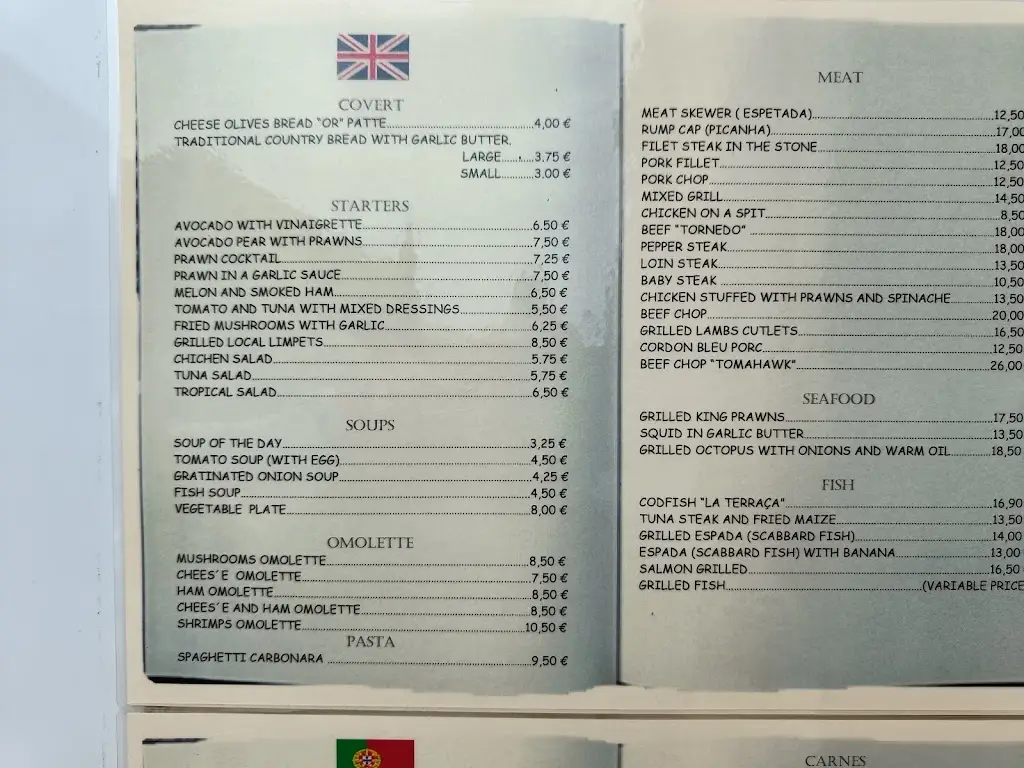 COVERT
CHEESE OLIVES BREAD "OR" PATTE....4,00 €
TRADITIONAL COUNTRY BREAD WITH GARLIC BUTTER.
LARGE.........3.75 €
SMALL..........3.00 €
STARTERS
AVOCADO WITH VINAIGRETTE....6.50 €
AVOCADO PEAR WITH PRAWNS....7,50 €
PRAWN COCKTAIL....7,25 €
PRAWN IN A GARLIC SAUCE....7,50 €
MELON AND SMOKED HAM....6,50 €
TOMATO AND TUNA WITH MIXED DRESSINGS....5,50 €
FRIED MUSHROOMS WITH GARLIC....6,25 €
GRILLED LOCAL LIMPETS....8,50 €
CHICHEN SALAD....5.75 €
TUNA SALAD....5,75 €
TROPICAL SALAD....6,50 €
SOUPS
SOUP OF THE DAY....3,25 €
TOMATO SOUP (WITH EGG)....4,50 €
GRATINATED ONION SOUP....4,25 €
FISH SOUP....4,50 €
VEGETABLE PLATE....8,00 €
OMOLETTE
MUSHROOMS OMOLETTE....8,50 €
CHEES´E OMOLETTE....7,50 €
HAM OMOLETTE....8,50 €
CHEES´E AND HAM OMOLETTE....8,50 €
SHRIMPS OMOLETTE....10,50 €
PASTA
SPAGHETTI CARBONARA ....9,50 €
MEAT
MEAT SKEWER ( ESPETADA)....12,50
RUMP CAP (PICANHA)....17,00
FILET STEAK IN THE STONE....18,00
PORK FILLET....12,50
PORK CHOP....12,50
MIXED GRILL....14,50
CHICKEN ON A SPIT....8,50
BEEF "TORNEDO" ....18,00
PEPPER STEAK....18,00
LOIN STEAK....13,50
BABY STEAK ....10,50
CHICKEN STUFFED WITH PRAWNS AND SPINACHE....13,50
BEEF CHOP....20,00
GRILLED LAMBS CUTLETS....16,50
CORDON BLEU PORC....12,50
BEEF CHOP "TOMAHAWK"....26,00
SEAFOOD
GRILLED KING PRAWNS....17,50
SQUID IN GARLIC BUTTER....13,50
GRILLED OCTOPUS WITH ONIONS AND WARM OIL....18,50
FISH
CODFISH "LA TERRAÇA"....16,90
TUNA STEAK AND FRIED MAIZE....13,50
GRILLED ESPADA (SCABBARD FISH)....14,00
ESPADA (SCABBARD FISH) WITH BANANA....13,00
SALMON GRILLED....16,50
GRILLED FISH....(VARIABLE PRICE
CARNES